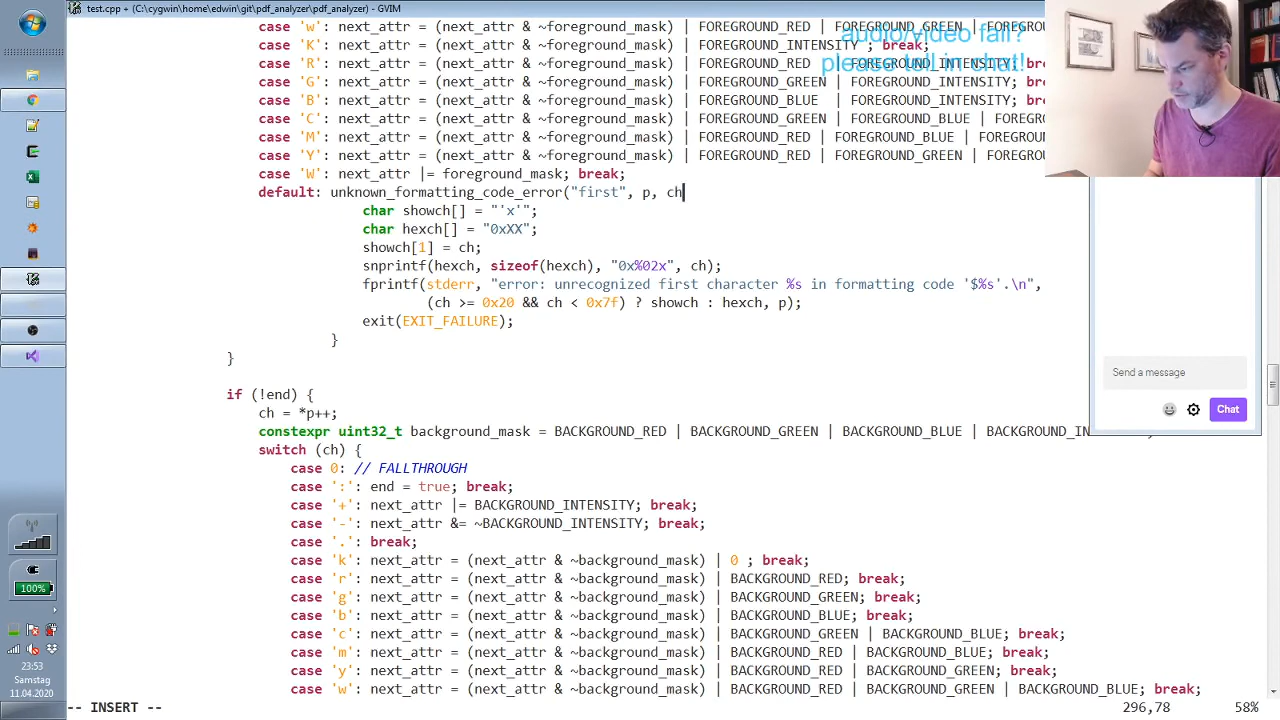 test.cpp + (C:\cygwin\home\edwin\git\pdf_analyzer\pdf_analyzer) - GVIM
case 'w': next_attr = (next_attr & ~foreground_mask) | FOREGROUND_RED | FOREGROUND_GREEN |
audio/video fail?
case 'K': next_attr = (next_attr & ~foreground_mask) | FOREGROUND_INTENSITY ; break;
please tell in chat!
case 'R': next_attr = (next_attr & ~foreground_mask) | FOREGROUND_RED | FOREGROUND_INTENSITY;
case 'G': next_attr = (next_attr & ~foreground_mask) | FOREGROUND_GREEN | FOREGROUND_INTENSITY;
case 'B': next_attr = (next_attr & ~foreground_mask) | FOREGROUND_BLUE | FOREGROUND_INTENSITY;
case 'C': next_attr = (next_attr & ~foreground_mask) | FOREGROUND_GREEN | FOREGROUND_BLUE |
case 'M': next_attr = (next_attr & ~foreground_mask) | FOREGROUND_RED | FOREGROUND_BLUE |
case 'Y': next_attr = (next_attr & ~foreground_mask) | FOREGROUND_RED | FOREGROUND_GREEN |
case 'W': next_attr |= foreground_mask; break;
default: unknown_formatting_code_error("first", p, ch
char showch[] = "'x'";
char hexch[] = "0xXX";
showch[1] = ch;
snprintf(hexch, sizeof(hexch), "0x%02x", ch);
fprintf(stderr, "error: unrecognized first character %s in formatting code '$%s'.\n",
(ch >= 0x20 && ch < 0x7f) ? showch : hexch, p);
exit(EXIT_FAILURE);
}
}
if (!end) {
ch = *p++;
constexpr uint32_t background_mask = BACKGROUND_RED | BACKGROUND_GREEN | BACKGROUND_BLUE |
switch (ch) {
case 0: // FALLTHROUGH
case ':': end = true; break;
case '+': next_attr |= BACKGROUND_INTENSITY; break;
case '-': next_attr &= ~BACKGROUND_INTENSITY; break;
case '.': break;
case 'k': next_attr = (next_attr & ~background_mask) | 0 ; break;
case 'r': next_attr = (next_attr & ~background_mask) | BACKGROUND_RED; break;
case 'g': next_attr = (next_attr & ~background_mask) | BACKGROUND_GREEN; break;
case 'b': next_attr = (next_attr & ~background_mask) | BACKGROUND_BLUE; break;
case 'c': next_attr = (next_attr & ~background_mask) | BACKGROUND_GREEN | BACKGROUND_BLUE; break;
case 'm': next_attr = (next_attr & ~background_mask) | BACKGROUND_RED | BACKGROUND_BLUE; break;
case 'y': next_attr = (next_attr & ~background_mask) | BACKGROUND_RED | BACKGROUND_GREEN; break;
case 'w': next_attr = (next_attr & ~background_mask) | BACKGROUND_RED | BACKGROUND_GREEN | BACKGROUND_BLUE; break;
-- INSERT --
296,78
58%
Send a message
Chat
100%
23:53
Samstag
11.04.2020